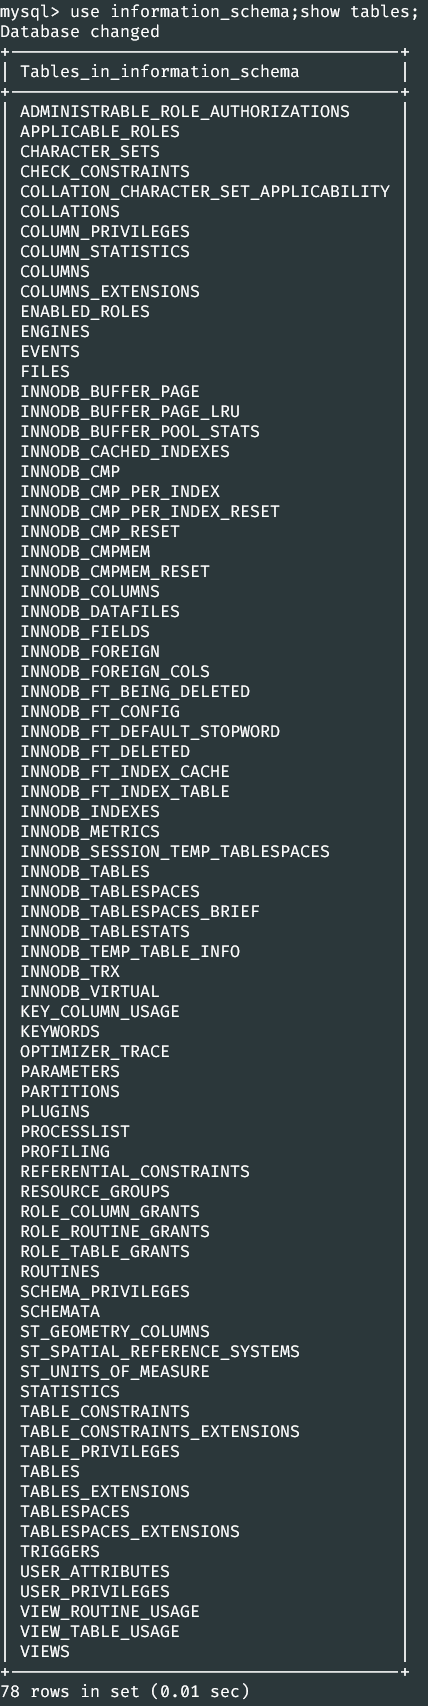 mysql> use information_schema;show tables;
Database changed
+---------------------------------------+
| Tables_in_information_schema          |
+---------------------------------------+
| ADMINISTRABLE_ROLE_AUTHORIZATIONS     |
| APPLICABLE_ROLES                      |
| CHARACTER_SETS                        |
| CHECK_CONSTRAINTS                     |
| COLLATION_CHARACTER_SET_APPLICABILITY |
| COLLATIONS                            |
| COLUMN_PRIVILEGES                     |
| COLUMN_STATISTICS                     |
| COLUMNS                               |
| COLUMNS_EXTENSIONS                    |
| ENABLED_ROLES                         |
| ENGINES                               |
| EVENTS                                |
| FILES                                 |
| INNODB_BUFFER_PAGE                    |
| INNODB_BUFFER_PAGE_LRU                |
| INNODB_BUFFER_POOL_STATS              |
| INNODB_CACHED_INDEXES                 |
| INNODB_CMP                            |
| INNODB_CMP_PER_INDEX                  |
| INNODB_CMP_PER_INDEX_RESET            |
| INNODB_CMP_RESET                      |
| INNODB_CMPMEM                         |
| INNODB_CMPMEM_RESET                   |
| INNODB_COLUMNS                        |
| INNODB_DATAFILES                      |
| INNODB_FIELDS                         |
| INNODB_FOREIGN                        |
| INNODB_FOREIGN_COLS                   |
| INNODB_FT_BEING_DELETED               |
| INNODB_FT_CONFIG                      |
| INNODB_FT_DEFAULT_STOPWORD            |
| INNODB_FT_DELETED                     |
| INNODB_FT_INDEX_CACHE                 |
| INNODB_FT_INDEX_TABLE                 |
| INNODB_INDEXES                        |
| INNODB_METRICS                        |
| INNODB_SESSION_TEMP_TABLESPACES       |
| INNODB_TABLES                         |
| INNODB_TABLESPACES                    |
| INNODB_TABLESPACES_BRIEF              |
| INNODB_TABLESTATS                     |
| INNODB_TEMP_TABLE_INFO                |
| INNODB_TRX                            |
| INNODB_VIRTUAL                        |
| KEY_COLUMN_USAGE                      |
| KEYWORDS                              |
| OPTIMIZER_TRACE                       |
| PARAMETERS                            |
| PARTITIONS                            |
| PLUGINS                               |
| PROCESSLIST                           |
| PROFILING                             |
| REFERENTIAL_CONSTRAINTS               |
| RESOURCE_GROUPS                       |
| ROLE_COLUMN_GRANTS                    |
| ROLE_ROUTINE_GRANTS                   |
| ROLE_TABLE_GRANTS                     |
| ROUTINES                              |
| SCHEMA_PRIVILEGES                     |
| SCHEMATA                              |
| ST_GEOMETRY_COLUMNS                   |
| ST_SPATIAL_REFERENCE_SYSTEMS          |
| ST_UNITS_OF_MEASURE                   |
| STATISTICS                            |
| TABLE_CONSTRAINTS                     |
| TABLE_CONSTRAINTS_EXTENSIONS          |
| TABLE_PRIVILEGES                      |
| TABLES                                |
| TABLES_EXTENSIONS                     |
| TABLESPACES                           |
| TABLESPACES_EXTENSIONS                |
| TRIGGERS                              |
| USER_ATTRIBUTES                       |
| USER_PRIVILEGES                       |
| VIEW_ROUTINE_USAGE                    |
| VIEW_TABLE_USAGE                      |
| VIEWS                                 |
+---------------------------------------+
78 rows in set (0.01 sec)